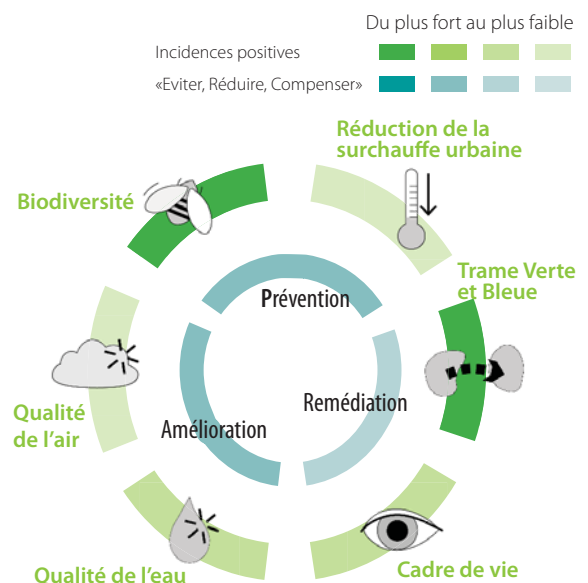 Du plus fort au plus faible
Incidences positives
«Eviter, Réduire, Compenser»
Réduction de la
surchauffe urbaine
Biodiversité
Trame Verte
et Bleue
Prévention
Remédiation
Amélioration
Qualité
de l'air
Oualité de l'eau
Cadre de vie